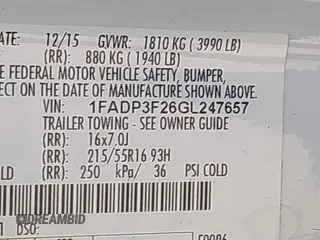 ATE: 12/15 GVWR: 1810 KG ( 3990 LB)
(RR): 880 KG ( 1940 LB)
E FEDERAL MOTOR VEHICLE SAFETY, BUMPER,
ECT ON THE DATE OF MANUFACTURE SHOWN ABOVE.
VIN: 1FADP3F26GL247657
TRAILER TOWING - SEE OWNER GUIDE
(RR): 16x7.0J
(RR): 215/55R16 93H
COLD (RR): 250 kPa/ 36 PSI COLD
DREAMBID
1 DSO: